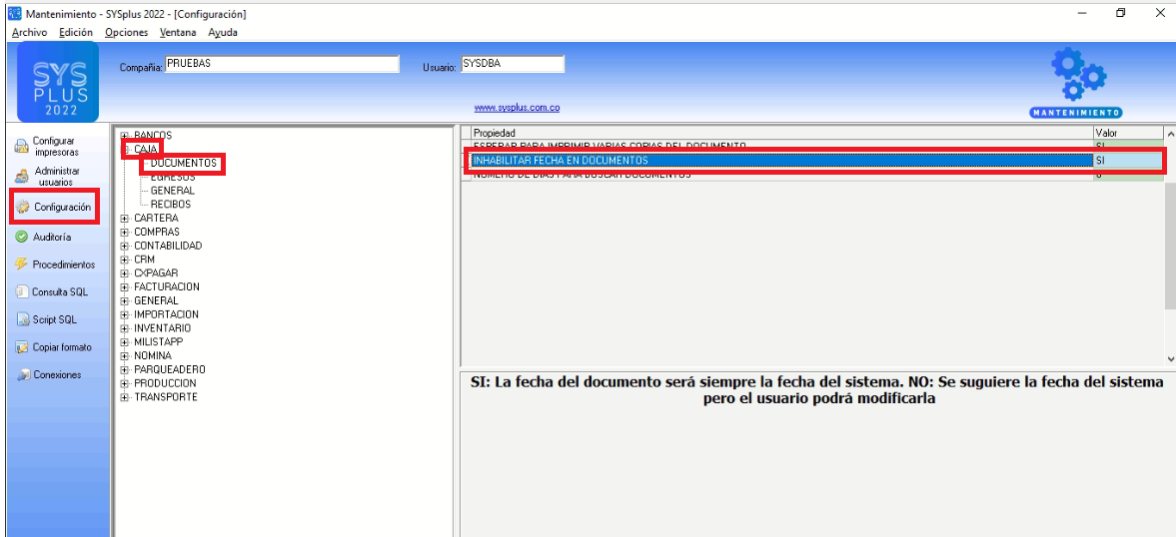 Mantenimiento - SYSplus 2022 - [Configuración]
Archivo Edición Opciones Ventana Ayuda
SYS
PLUS
2022
Compañia: PRUEBAS
Usuario: SYSDBA
www.sysplus.com.co
MANTENIMIENTO
Configurar
impresoras
Administrar
usuarios
Configuración
Auditoría
Procedimientos
Consulta SQL
Script SQL
Copiar formato
Conexiones
BANCOS
CAJA
DOCUMENTOS
EGRESOS
GENERAL
RECIBOS
CARTERA
COMPRAS
CONTABILIDAD
CRM
CXPAGAR
FACTURACION
GENERAL
IMPORTACION
INVENTARIO
MILISTAPP
NOMINA
PARQUEADERO
PRODUCCION
TRANSPORTE
Propiedad Valor
ESPERAR PARA IMPRIMIR VARIAS COPIAS DEL DOCUMENTO SI
INHABILITAR FECHA EN DOCUMENTOS SI
NUMERO DE DIAS PARA BUSCAR DOCUMENTOS
SI: La fecha del documento será siempre la fecha del sistema. NO: Se suguiere la fecha del sistema
pero el usuario podrá modificarla